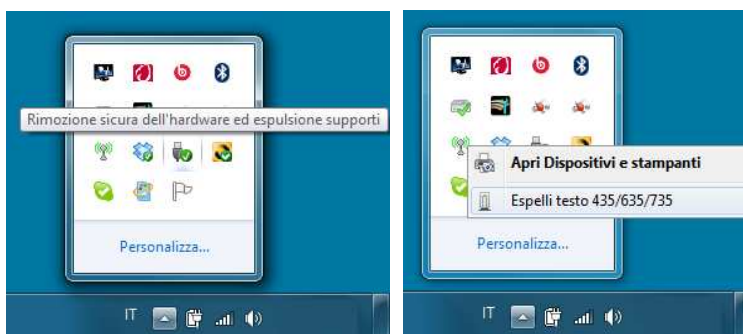 Rimozione sicura dell'hardware ed espulsione supporti
Personalizza...
IT
Apri Dispositivi e stampanti
Espelli testo 435/635/735
Personalizza...
IT